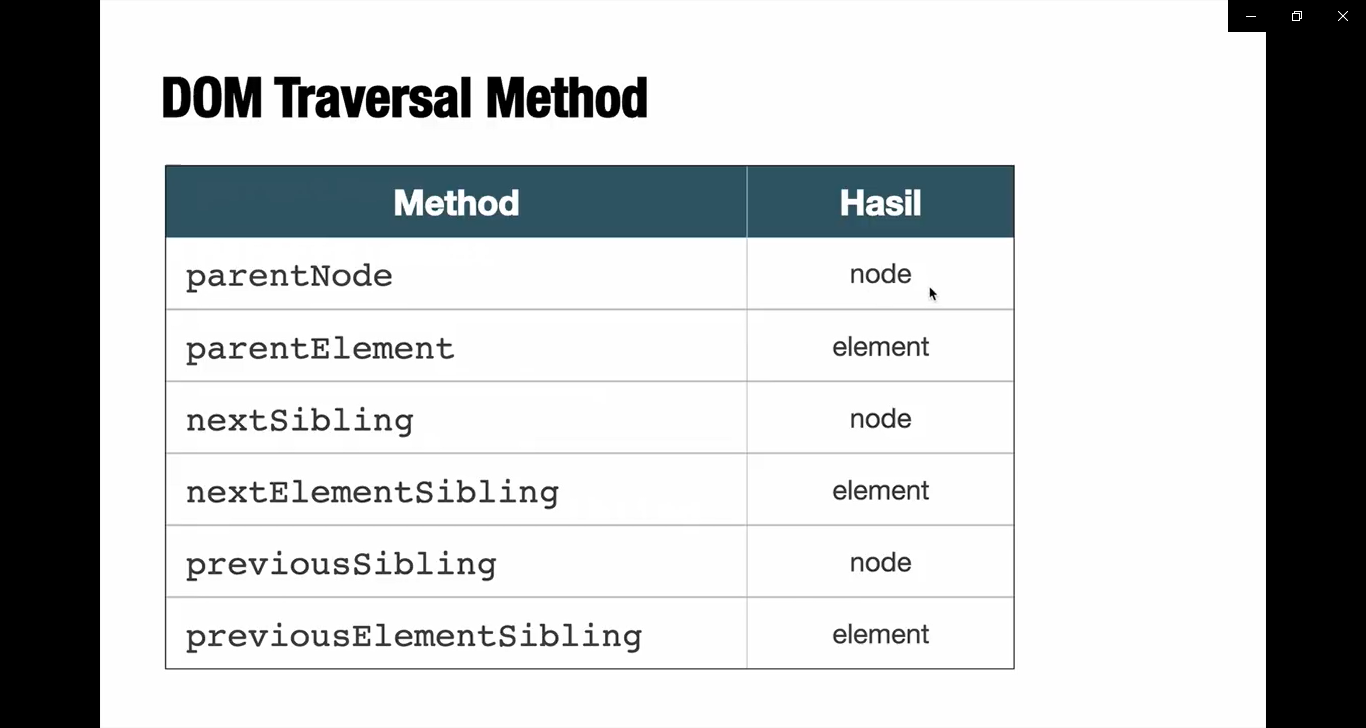 DOM Traversal Method
Method Hasil
parentNode node
parentElement element
nextSibling node
nextElementSibling element
previousSibling node
previousElementSibling element